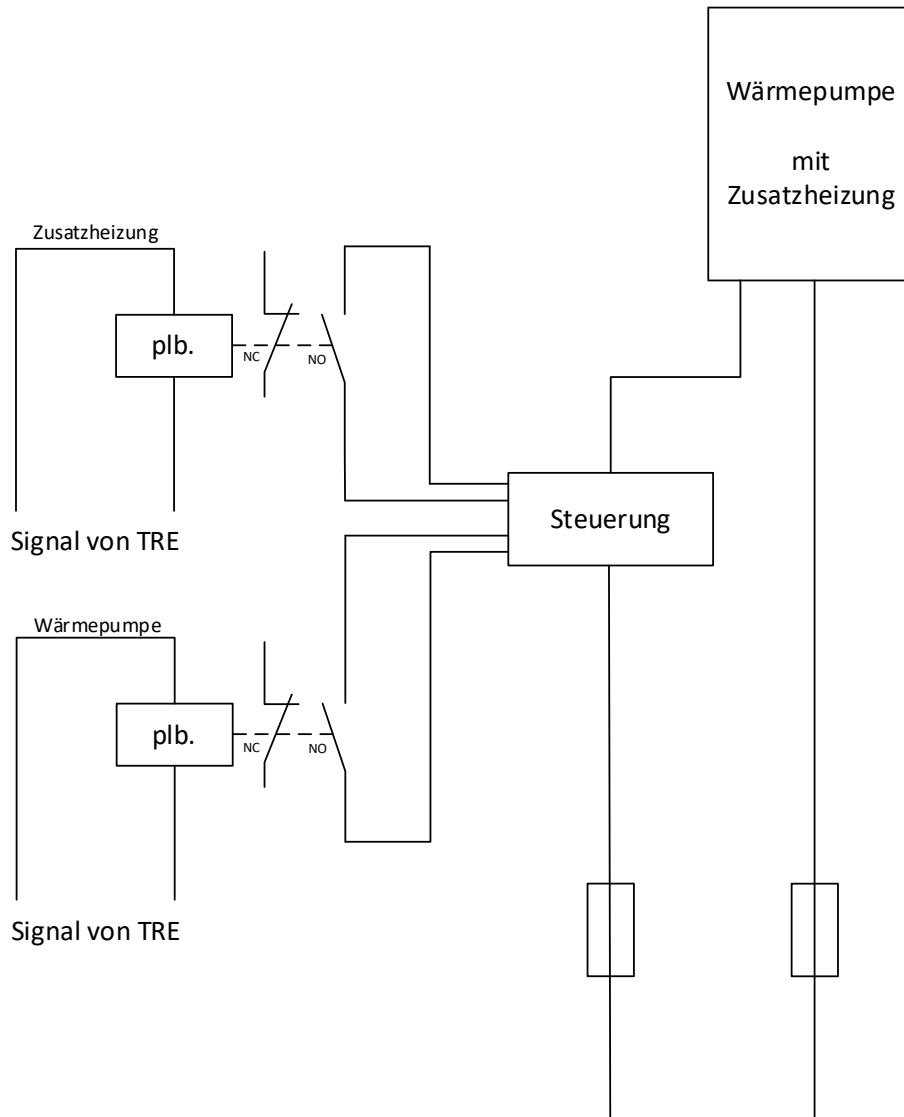 Wärmepumpe
mit
Zusatzheizung
Zusatzheizung
plb.
NC
NO
Signal von TRE
Steuerung
Wärmepumpe
plb.
NC
NO
Signal von TRE